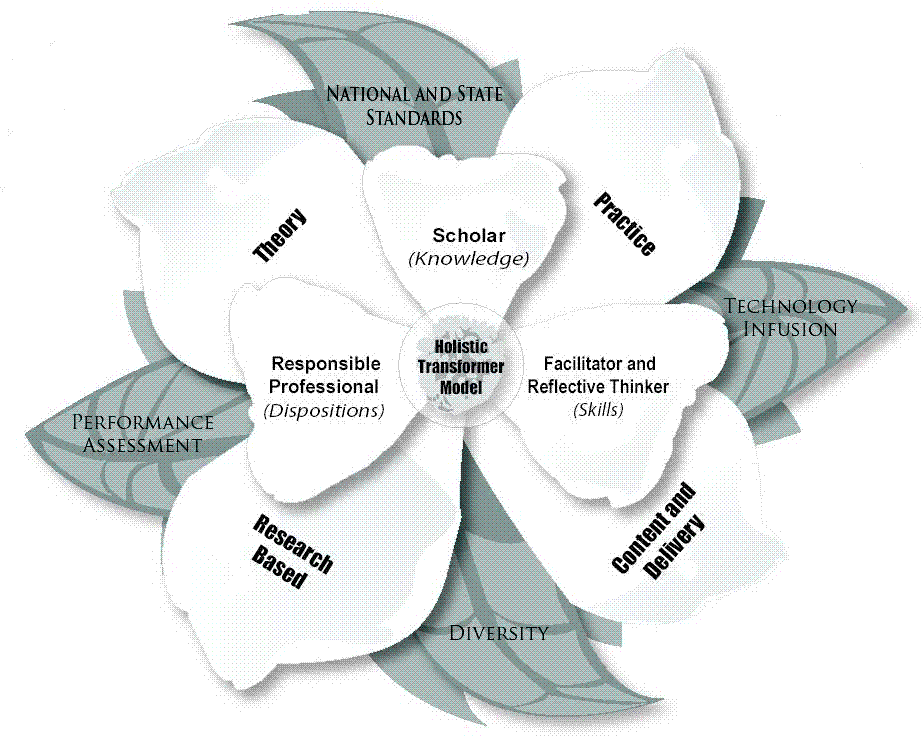 NATIONAL AND STATE
STANDARDS
Theory
Practice
Scholar
(Knowledge)
TECHNOLOGY
INFUSION
Holistic
Transformer
Model
Responsible
Professional
(Dispositions)
Facilitator and
Reflective Thinker
(Skills)
PERFORMANCE
ASSESSMENT
Research
Based
Content and
Delivery
DIVERSITY